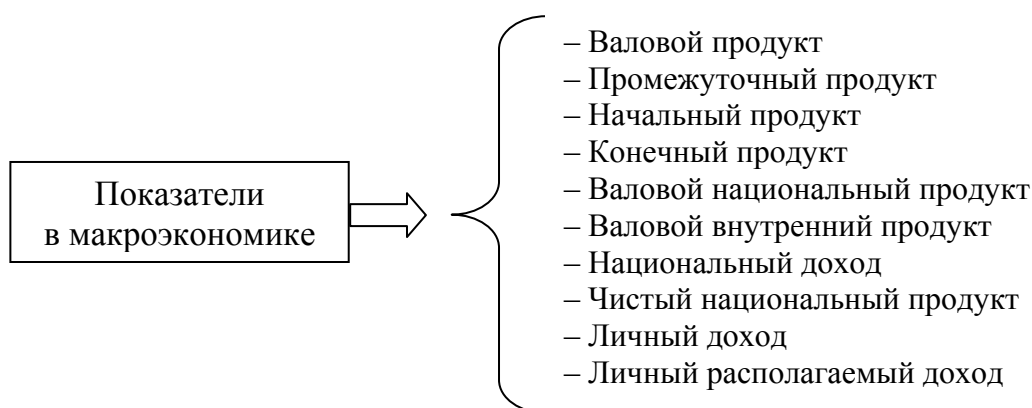 Показатели
в макроэкономике
– Валовой продукт
– Промежуточный продукт
– Начальный продукт
– Конечный продукт
– Валовой национальный продукт
– Валовой внутренний продукт
– Национальный доход
– Чистый национальный продукт
– Личный доход
– Личный располагаемый доход